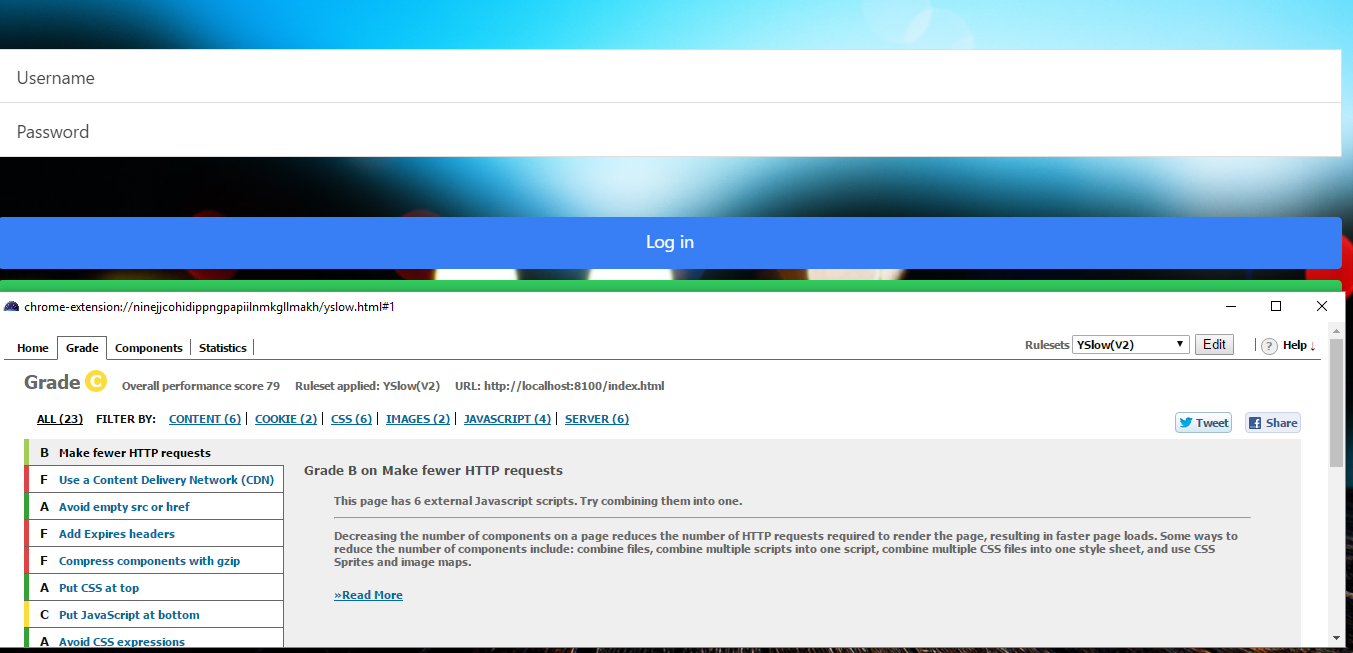 Username
Password
Log in
chrome-extension://ninejjcohidippngpapiilnmkgllmakh/yslow.html#1
Home Grade Components Statistics Rulesets YSlow(V2) Edit ? Help ↓
Grade C Overall performance score 79 Ruleset applied: YSlow(V2) URL: http://localhost:8100/index.html
ALL (23) FILTER BY: CONTENT (6) COOKIE (2) CSS (6) IMAGES (2) JAVASCRIPT (4) SERVER (6)
Tweet Share
B Make fewer HTTP requests
F Use a Content Delivery Network (CDN)
A Avoid empty src or href
F Add Expires headers
F Compress components with gzip
A Put CSS at top
C Put JavaScript at bottom
A Avoid CSS expressions
Grade B on Make fewer HTTP requests
This page has 6 external Javascript scripts. Try combining them into one.
Decreasing the number of components on a page reduces the number of HTTP requests required to render the page, resulting in faster page loads. Some ways to
reduce the number of components include: combine files, combine multiple scripts into one script, combine multiple CSS files into one style sheet, and use CSS
Sprites and image maps.
»Read More